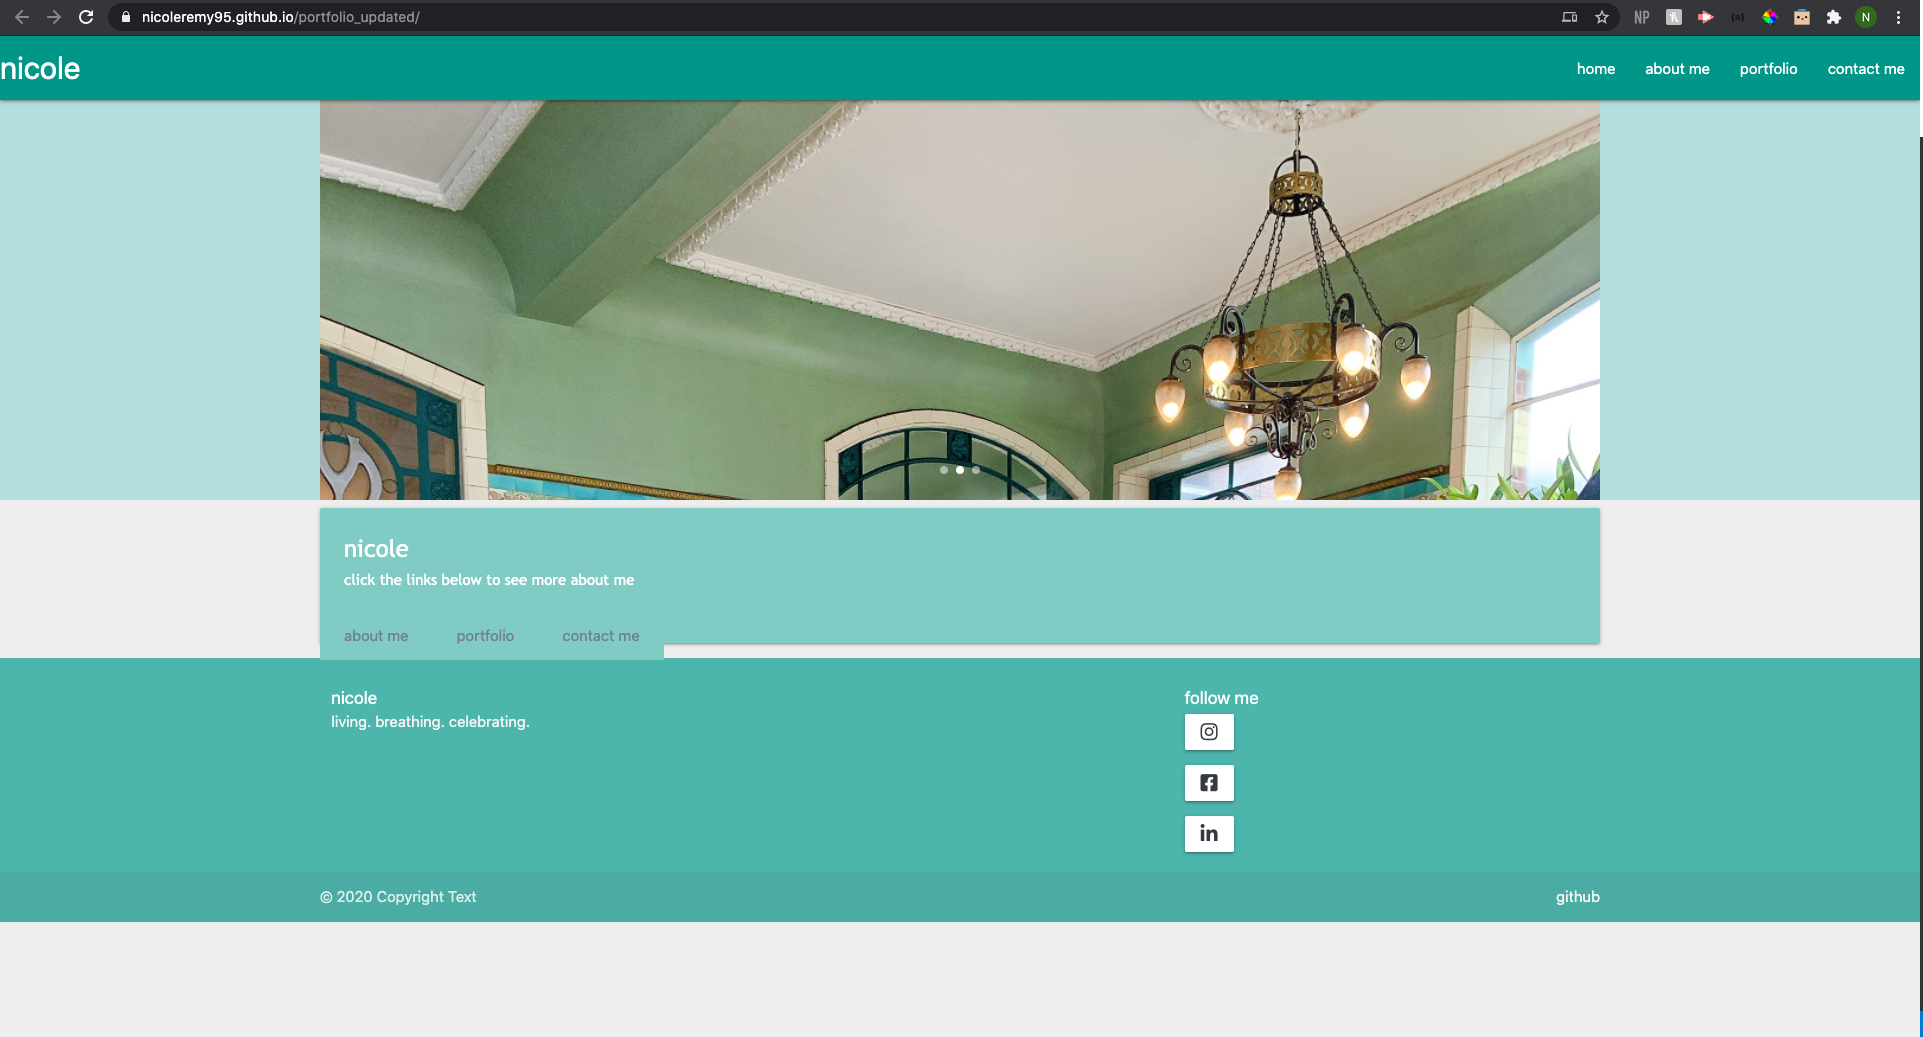 nicoleremy95.github.io/portfolio_updated/
NP
N
nicole
home about me portfolio contact me
nicole
click the links below to see more about me
about me portfolio contact me
nicole
living. breathing. celebrating.
follow me
in
© 2020 Copyright Text
github